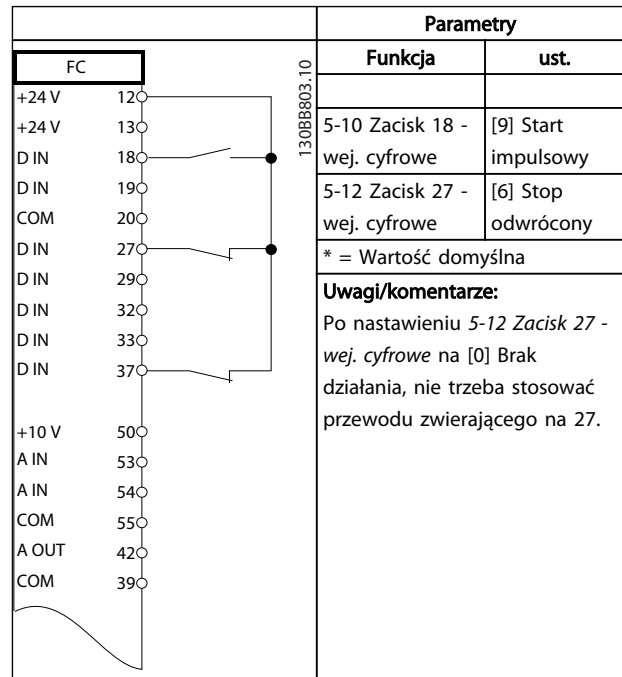 FC
+24 V 12
+24 V 13
D IN 18
D IN 19
COM 20
D IN 27
D IN 29
D IN 32
D IN 33
D IN 37
+10 V 50
A IN 53
A IN 54
COM 55
A OUT 42
COM 39
130BB803.10
Parametry
Funkcja ust.
5-10 Zacisk 18 - [9] Start
wej. cyfrowe impulsowy
5-12 Zacisk 27 - [6] Stop
wej. cyfrowe odwrócony
* = Wartość domyślna
Uwagi/komentarze:
Po nastawieniu 5-12 Zacisk 27 -
wej. cyfrowe na [0] Brak
działania, nie trzeba stosować
przewodu zwierającego na 27.